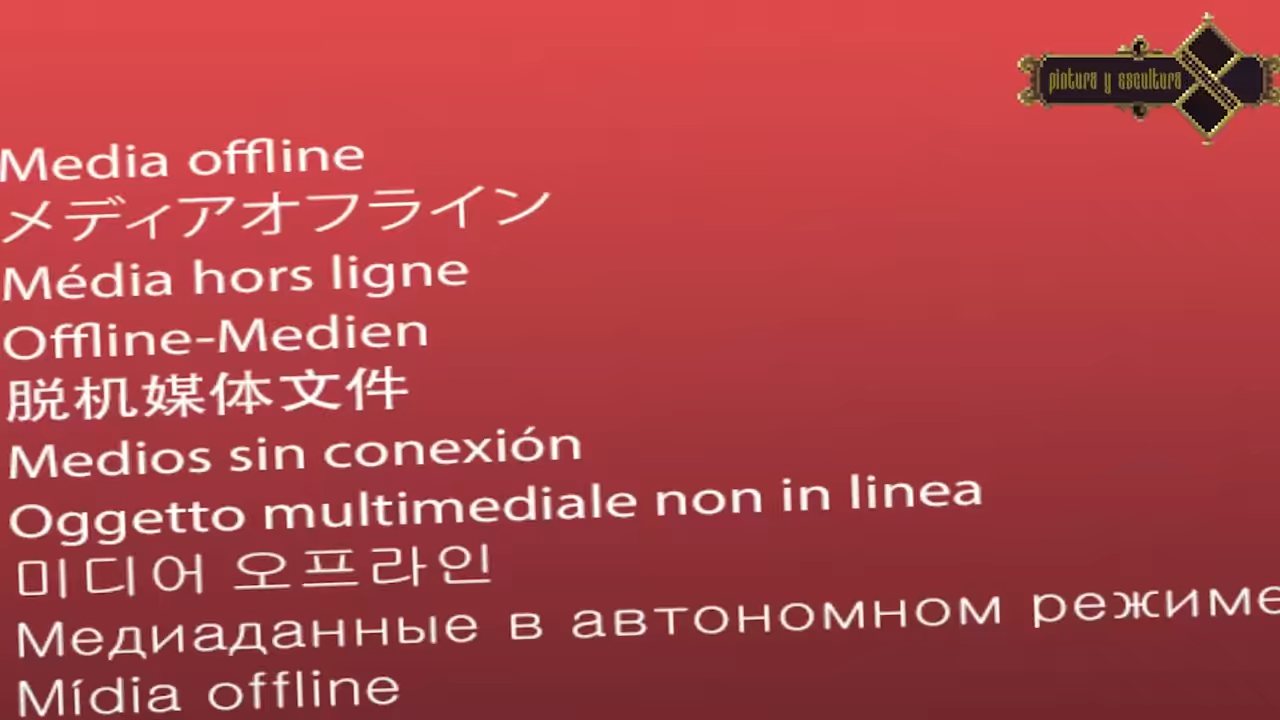 pintura y escultura
Media offline
メディアオフライン
Média hors ligne
Offline-Medien
脱机媒体文件
Medios sin conexión
Oggetto multimediale non in linea
미디어 오프라인
Медиаданные в автономном режиме
Mídia offline